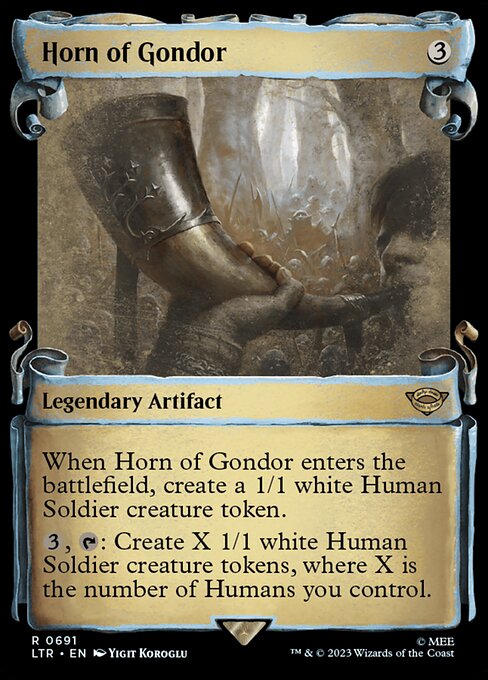 Horn of Gondor 3
Legendary Artifact
When Horn of Gondor enters the
battlefield, create a 1/1 white Human
Soldier creature token.
3, : Create X 1/1 white Human
Soldier creature tokens, where X is
the number of Humans you control.
R 0691
LTR • EN Yigit Koroglu
© MEE
™ & © 2023 Wizards of the Coast